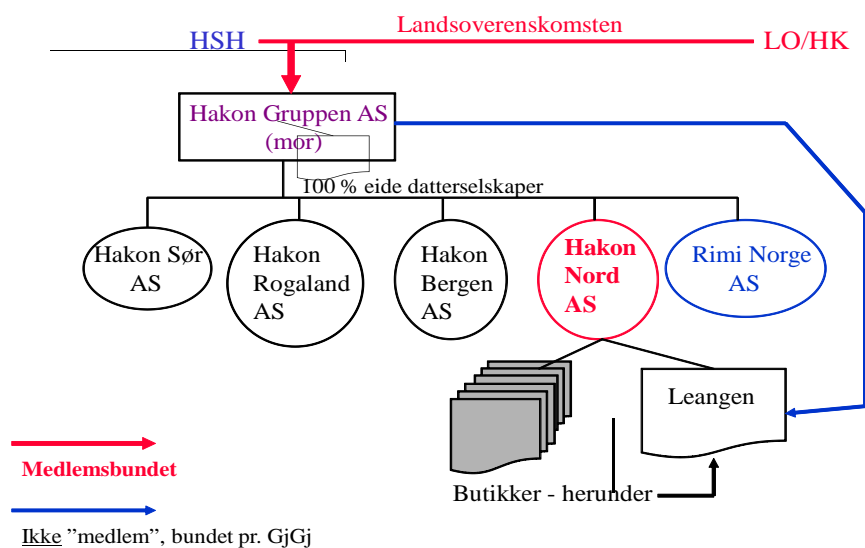 Landsoverenskomsten
HSH
LO/HK
Hakon Gruppen AS
(mor)
100 % eide datterselskaper
Hakon Sør
AS
Hakon
Rogaland
AS
Hakon
Bergen
AS
Hakon
Nord
AS
Rimi Norge
AS
Leangen
Medlemsbundet
Butikker - herunder
Ikke ”medlem”, bundet pr. GjGj